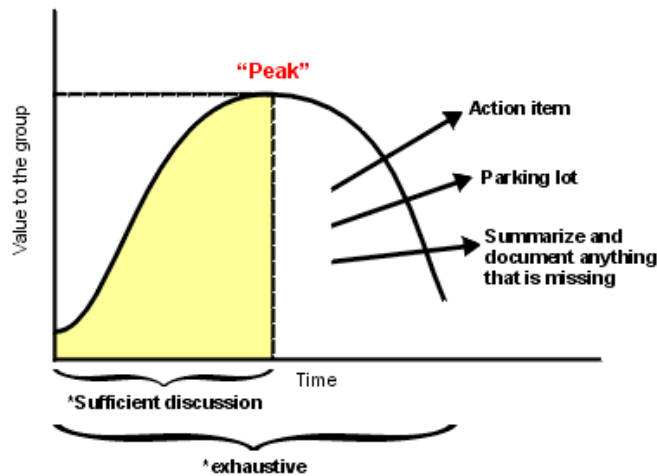 “Peak”
Action item
Parking lot
Summarize and
document anything
that is missing
Value to the group
Time
*Sufficient discussion
*exhaustive